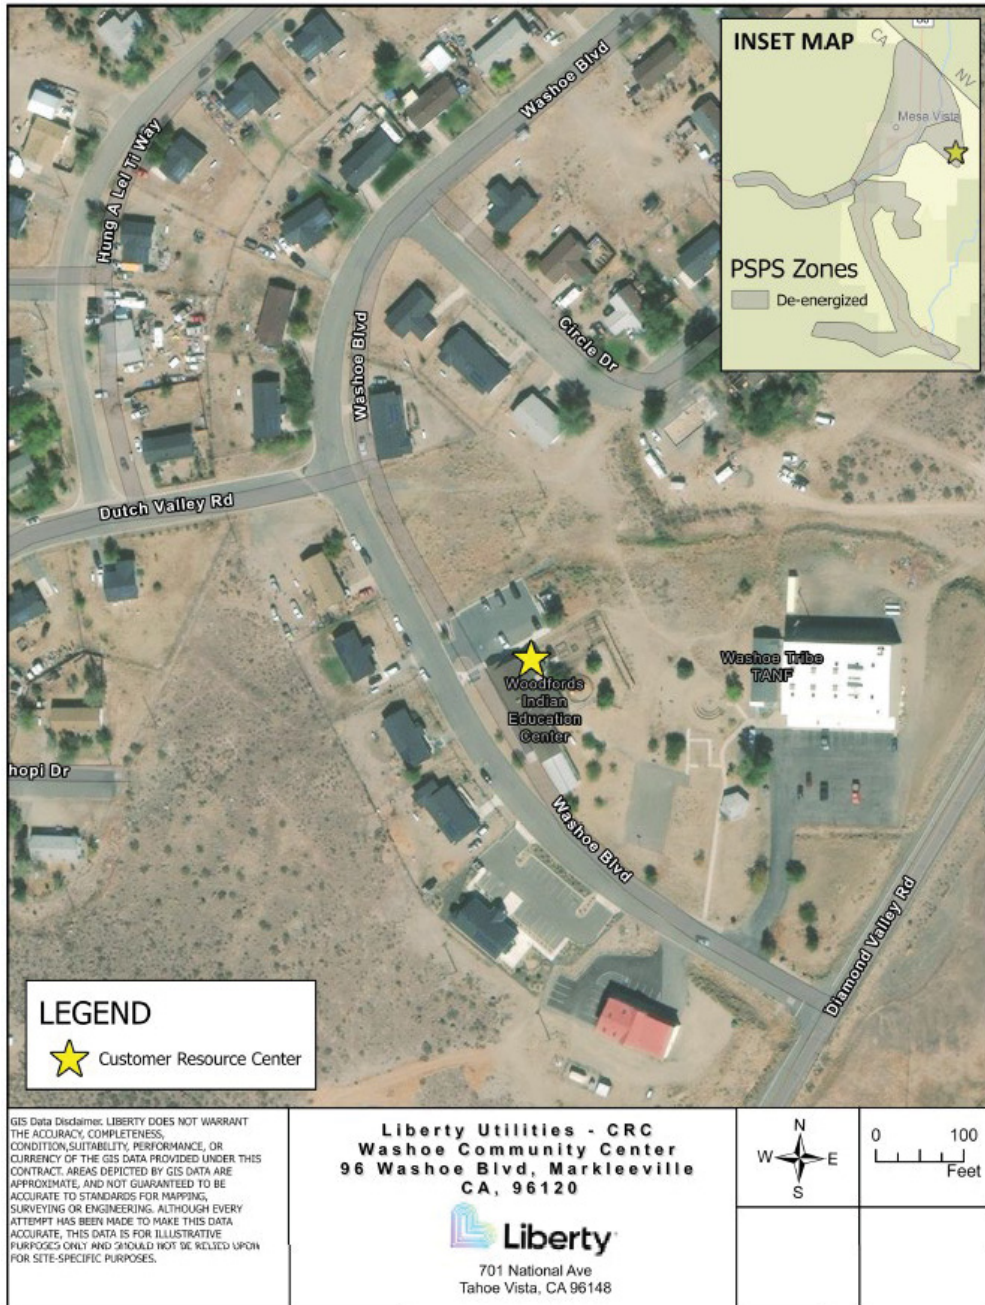 INSET MAP
CA
NV
Mesa Vista
PSPS Zones
De-energized
Washoe Blvd
Hung A Lel Ti Way
Washoe Blvd
Circle Dr
Dutch Valley Rd
Woodfords
Indian
Education
Center
Washoe Tribe
TANF
hopi Dr
Washoe Blvd
Diamond Valley Rd
LEGEND
Customer Resource Center
GIS Data Disclaimer: LIBERTY DOES NOT WARRANT
THE ACCURACY, COMPLETENESS,
CONDITION,SUITABILITY, PERFORMANCE, OR
CURRENCY OF THE GIS DATA PROVIDED UNDER THIS
CONTRACT. AREAS DEPICTED BY GIS DATA ARE
APPROXIMATE, AND NOT GUARANTEED TO BE
ACCURATE TO STANDARDS FOR MAPPING,
SURVEYING OR ENGINEERING. ALTHOUGH EVERY
ATTEMPT HAS BEEN MADE TO MAKE THIS DATA
ACCURATE, THIS DATA IS FOR ILLUSTRATIVE
PURPOSES ONLY AND SHOULD NOT BE RELIED UPON
FOR SITE-SPECIFIC PURPOSES.
Liberty Utilities - CRC
Washoe Community Center
96 Washoe Blvd, Markleeville
CA, 96120
Liberty
701 National Ave
Tahoe Vista, CA 96148
N
W E
S
0 100
Feet